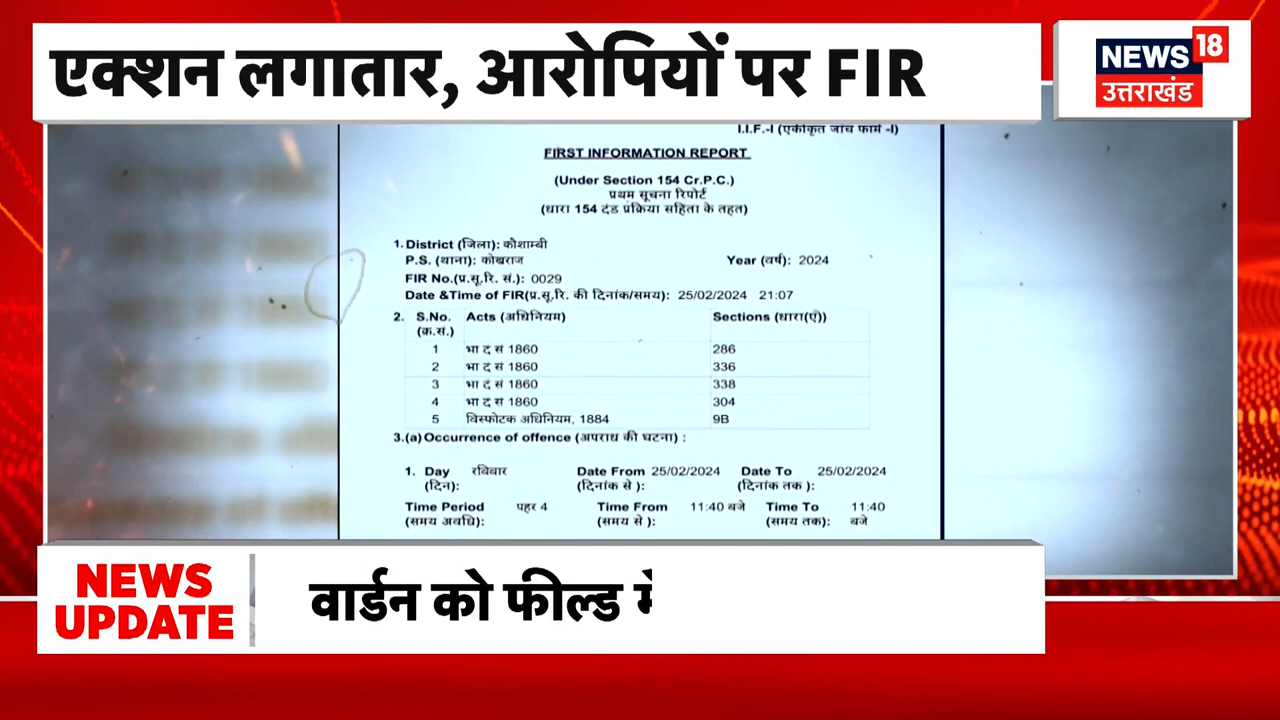 एक्शन लगातार, आरोपियों पर FIR
NEWS 18
उत्तराखंड
I.I.F.-I (एकीकृत जांच फार्म -I)
FIRST INFORMATION REPORT
(Under Section 154 Cr.P.C.)
प्रथम सूचना रिपोर्ट
(धारा 154 दंड प्रक्रिया सहिता के तहत)
1. District (जिला): कौशाम्बी
P.S. (थाना): कोखराज Year (वर्ष): 2024
FIR No.(प्र.सू.रि. सं.): 0029
Date &Time of FIR(प्र.सू.रि. की दिनांक/समय): 25/02/2024 21:07
2. S.No. Acts (अधिनियम) Sections (धारा(एँ))
(क्र.सं.)
1 भा दं सं 1860 286
2 भा दं सं 1860 336
3 भा दं सं 1860 338
4 भा दं सं 1860 304
5 विस्फोटक अधिनियम, 1884 9B
3.(a) Occurrence of offence (अपराध की घटना) :
1. Day रविवार Date From 25/02/2024 Date To 25/02/2024
(दिन): (दिनांक से ): (दिनांक तक ):
Time Period पहर 4 Time From 11:40 बजे Time To 11:40
(समय अवधि): (समय से ): (समय तक): बजे
NEWS
UPDATE
वार्डन को फील्ड